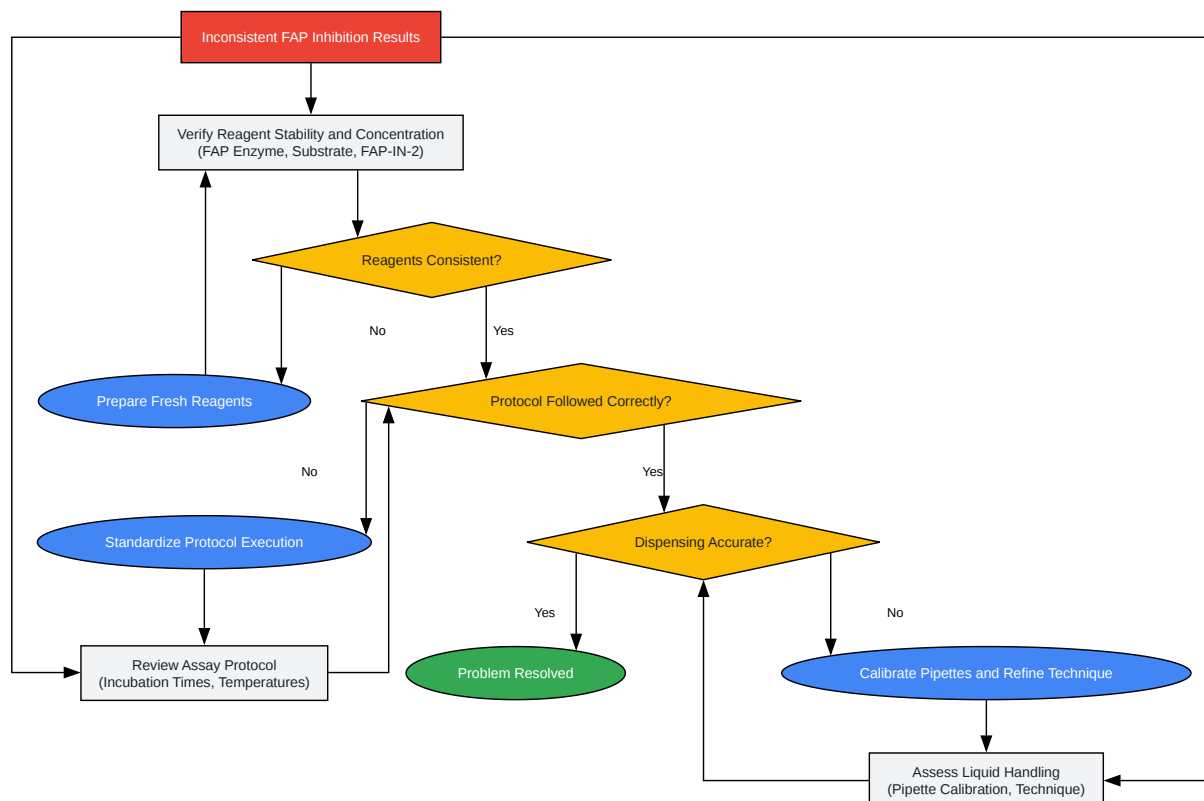 Inconsistent FAP Inhibition Results
Verify Reagent Stability and Concentration
(FAP Enzyme, Substrate, FAP-IN-2)
Reagents Consistent?
No
Yes
Prepare Fresh Reagents
Protocol Followed Correctly?
No
Yes
Standardize Protocol Execution
Dispensing Accurate?
Yes
No
Review Assay Protocol
(Incubation Times, Temperatures)
Problem Resolved
Calibrate Pipettes and Refine Technique
Assess Liquid Handling
(Pipette Calibration, Technique)